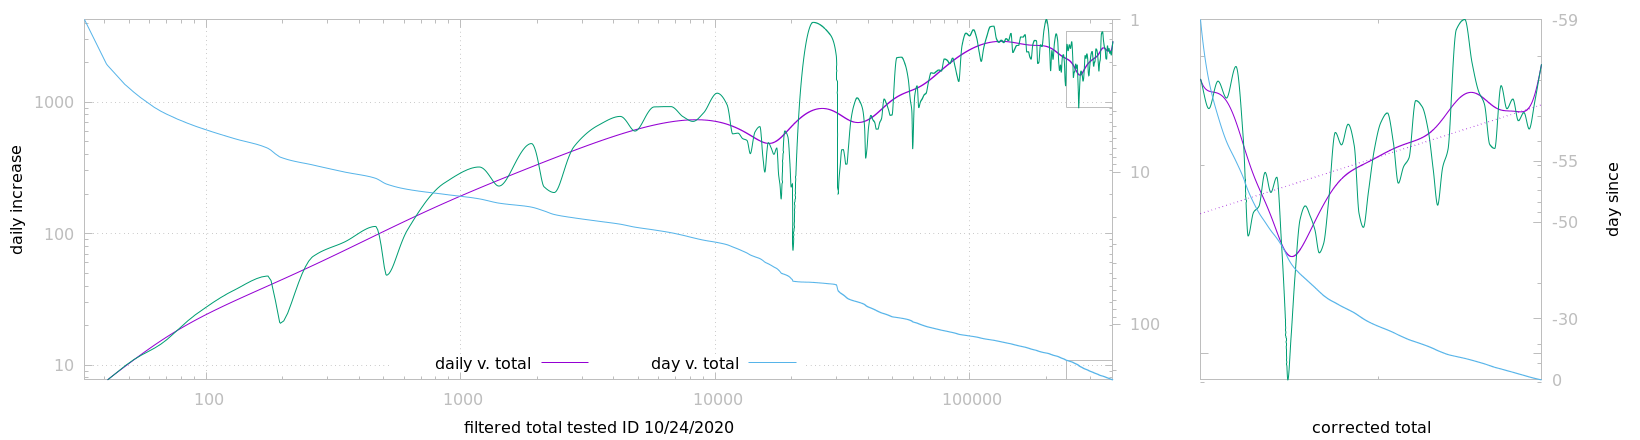 daily increase
1000
100
10
100
1000
10000
100000
1
10
100
daily v. total
day v. total
filtered total tested ID 10/24/2020
-59
-55
-50
-30
0
day since
corrected total